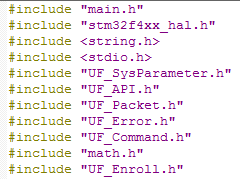 #include "main.h"
#include "stm32f4xx_hal.h"
#include <string.h>
#include <stdio.h>
#include "UF_SysParameter.h"
#include "UF_API.h"
#include "UF_Packet.h"
#include "UF_Error.h"
#include "UF_Command.h"
#include "math.h"
#include "UF_Enroll.h"